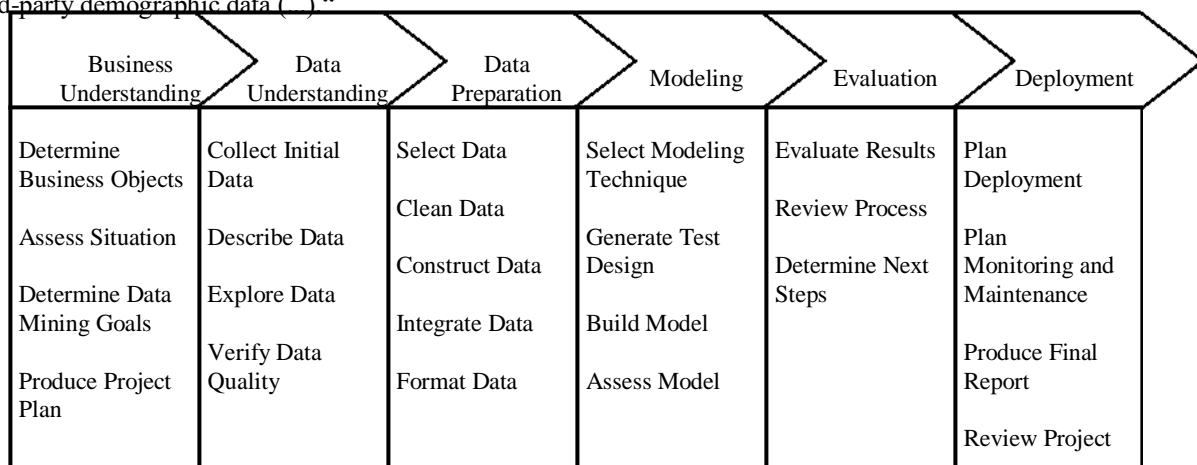 d-party demographic data (...) “
Business
Understanding
Data
Understanding
Data
Preparation
Modeling
Evaluation
Deployment
Determine
Business Objects
Assess Situation
Determine Data
Mining Goals
Produce Project
Plan
Collect Initial
Data
Describe Data
Explore Data
Verify Data
Quality
Select Data
Clean Data
Construct Data
Integrate Data
Format Data
Select Modeling
Technique
Generate Test
Design
Build Model
Assess Model
Evaluate Results
Review Process
Determine Next
Steps
Plan
Deployment
Plan
Monitoring and
Maintenance
Produce Final
Report
Review Project